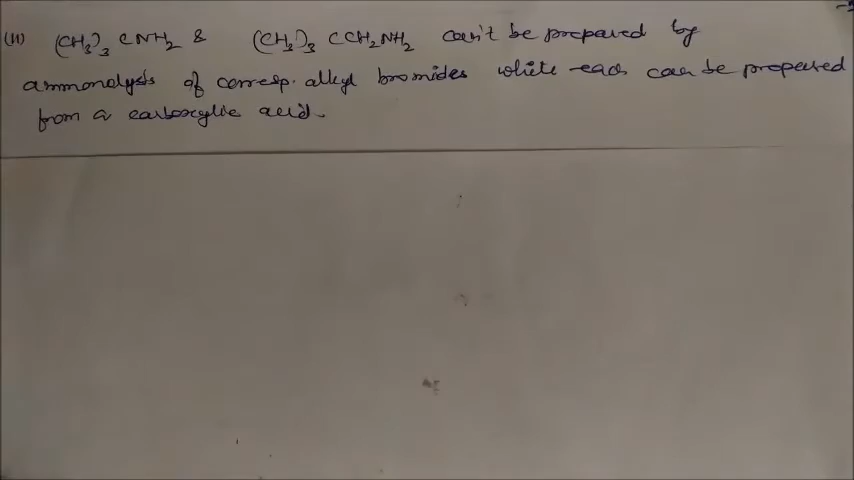 (11) (CH₃)₃ CNH₂ & (CH₃)₃ CCH₂NH₂ can't be prepared by
ammonolysis of corresp. alkyl bromides while each can be prepared
from a carboxylic acid.